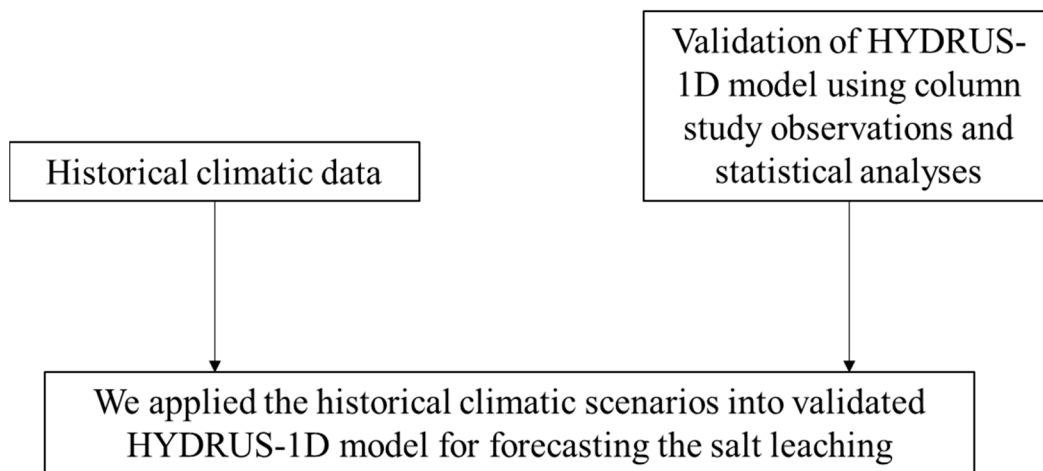 Validation of HYDRUS-
1D model using column
study observations and
statistical analyses
Historical climatic data
We applied the historical climatic scenarios into validated
HYDRUS-1D model for forecasting the salt leaching